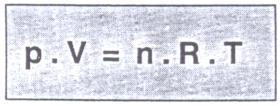 p.V = n.R.T